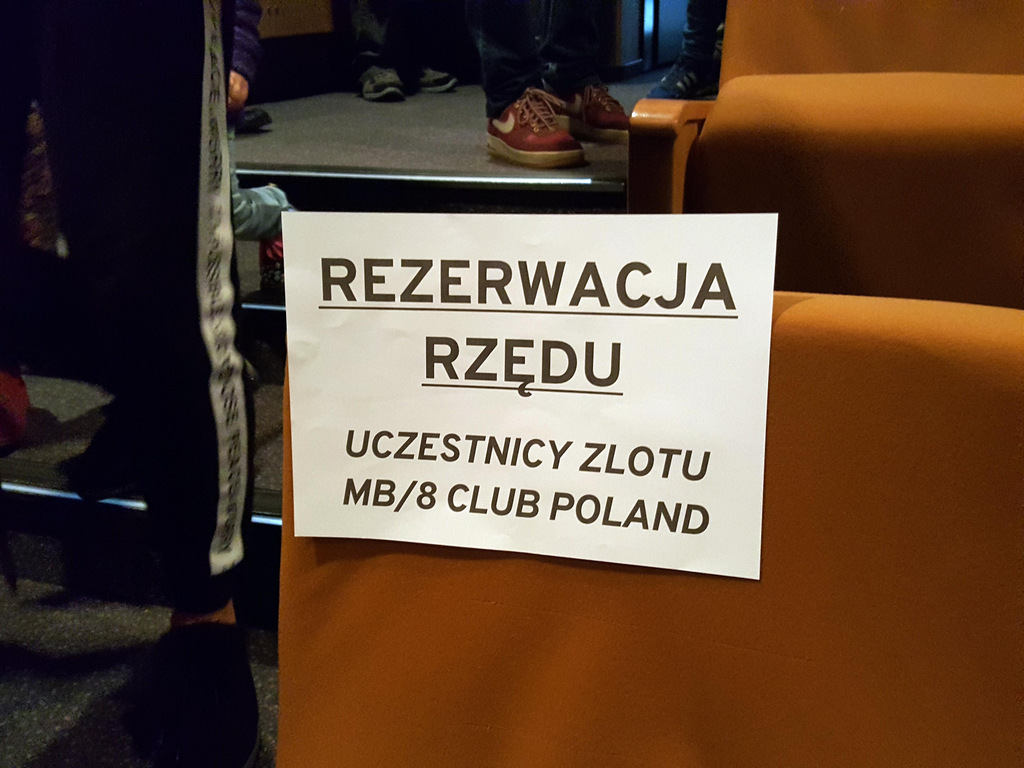 REZERWACJA
RZĘDU
UCZESTNICY ZLOTU
MB/8 CLUB POLAND